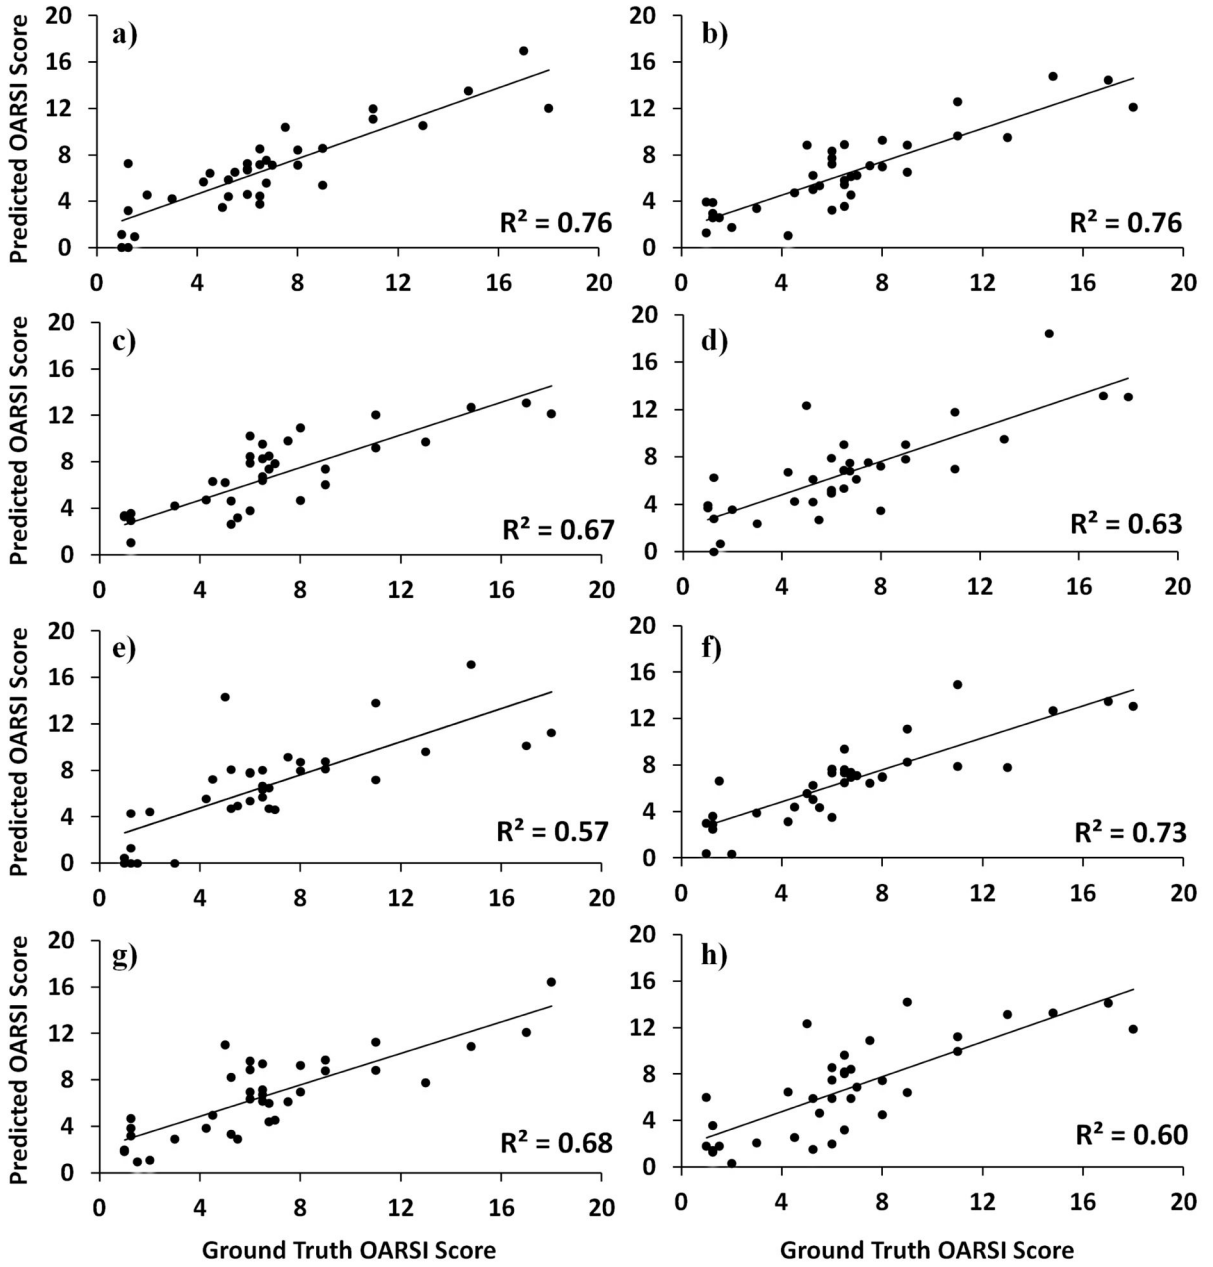 a)
Predicted OARSI Score
20
16
12
8
4
0
R² = 0.76
0 4 8 12 16 20
b)
20
16
12
8
4
0
R² = 0.76
0 4 8 12 16 20
c)
Predicted OARSI Score
20
16
12
8
4
0
R² = 0.67
0 4 8 12 16 20
d)
20
16
12
8
4
0
R² = 0.63
0 4 8 12 16 20
e)
Predicted OARSI Score
20
16
12
8
4
0
R² = 0.57
0 4 8 12 16 20
f)
20
16
12
8
4
0
R² = 0.73
0 4 8 12 16 20
g)
Predicted OARSI Score
20
16
12
8
4
0
R² = 0.68
0 4 8 12 16 20
Ground Truth OARSI Score
h)
20
16
12
8
4
0
R² = 0.60
0 4 8 12 16 20
Ground Truth OARSI Score